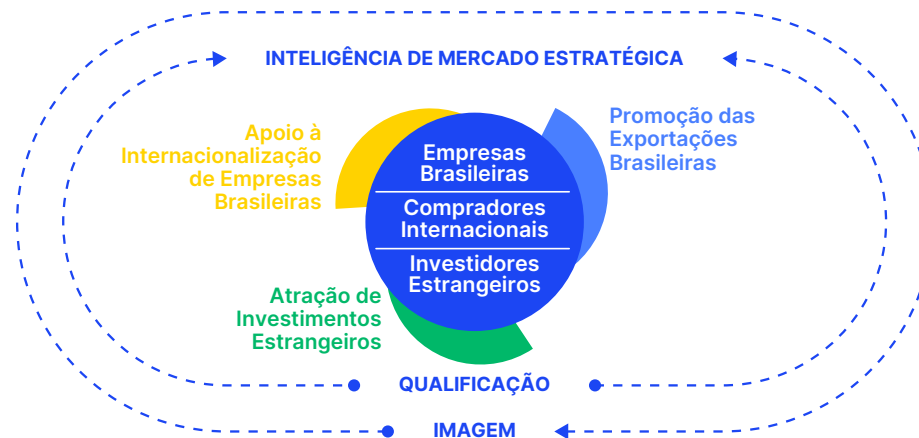 INTELIGÊNCIA DE MERCADO ESTRATÉGICA
Apoio à
Internacionalização
de Empresas
Brasileiras
Promoção das
Exportações
Brasileiras
Empresas
Brasileiras
Compradores
Internacionais
Investidores
Estrangeiros
Atração de
Investimentos
Estrangeiros
QUALIFICAÇÃO
IMAGEM